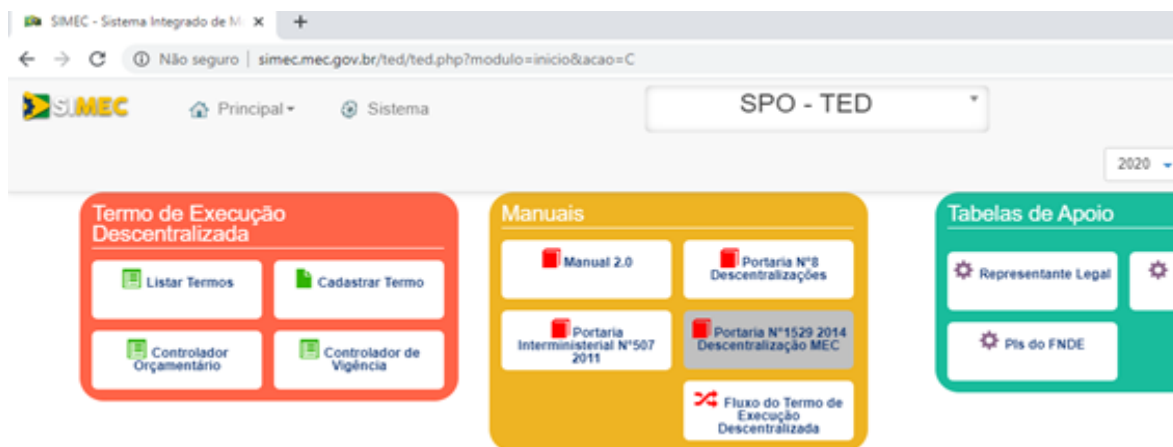 SIMEC - Sistema Integrado de M
Não seguro | simec.mec.gov.br/ted/ted.php?modulo=inicio&acao=C
SIMEC
Principal
Sistema
SPO - TED
2020
Termo de Execução
Descentralizada
Listar Termos
Cadastrar Termo
Controlador
Orçamentário
Controlador de
Vigência
Manuais
Manual 2.0
Portaria N°8
Descentralizações
Portaria
Interministerial N°507
2011
Portaria N°1529 2014
Descentralização MEC
Fluxo do Termo de
Execução
Descentralizada
Tabelas de Apoio
Representante Legal
PIs do FNDE